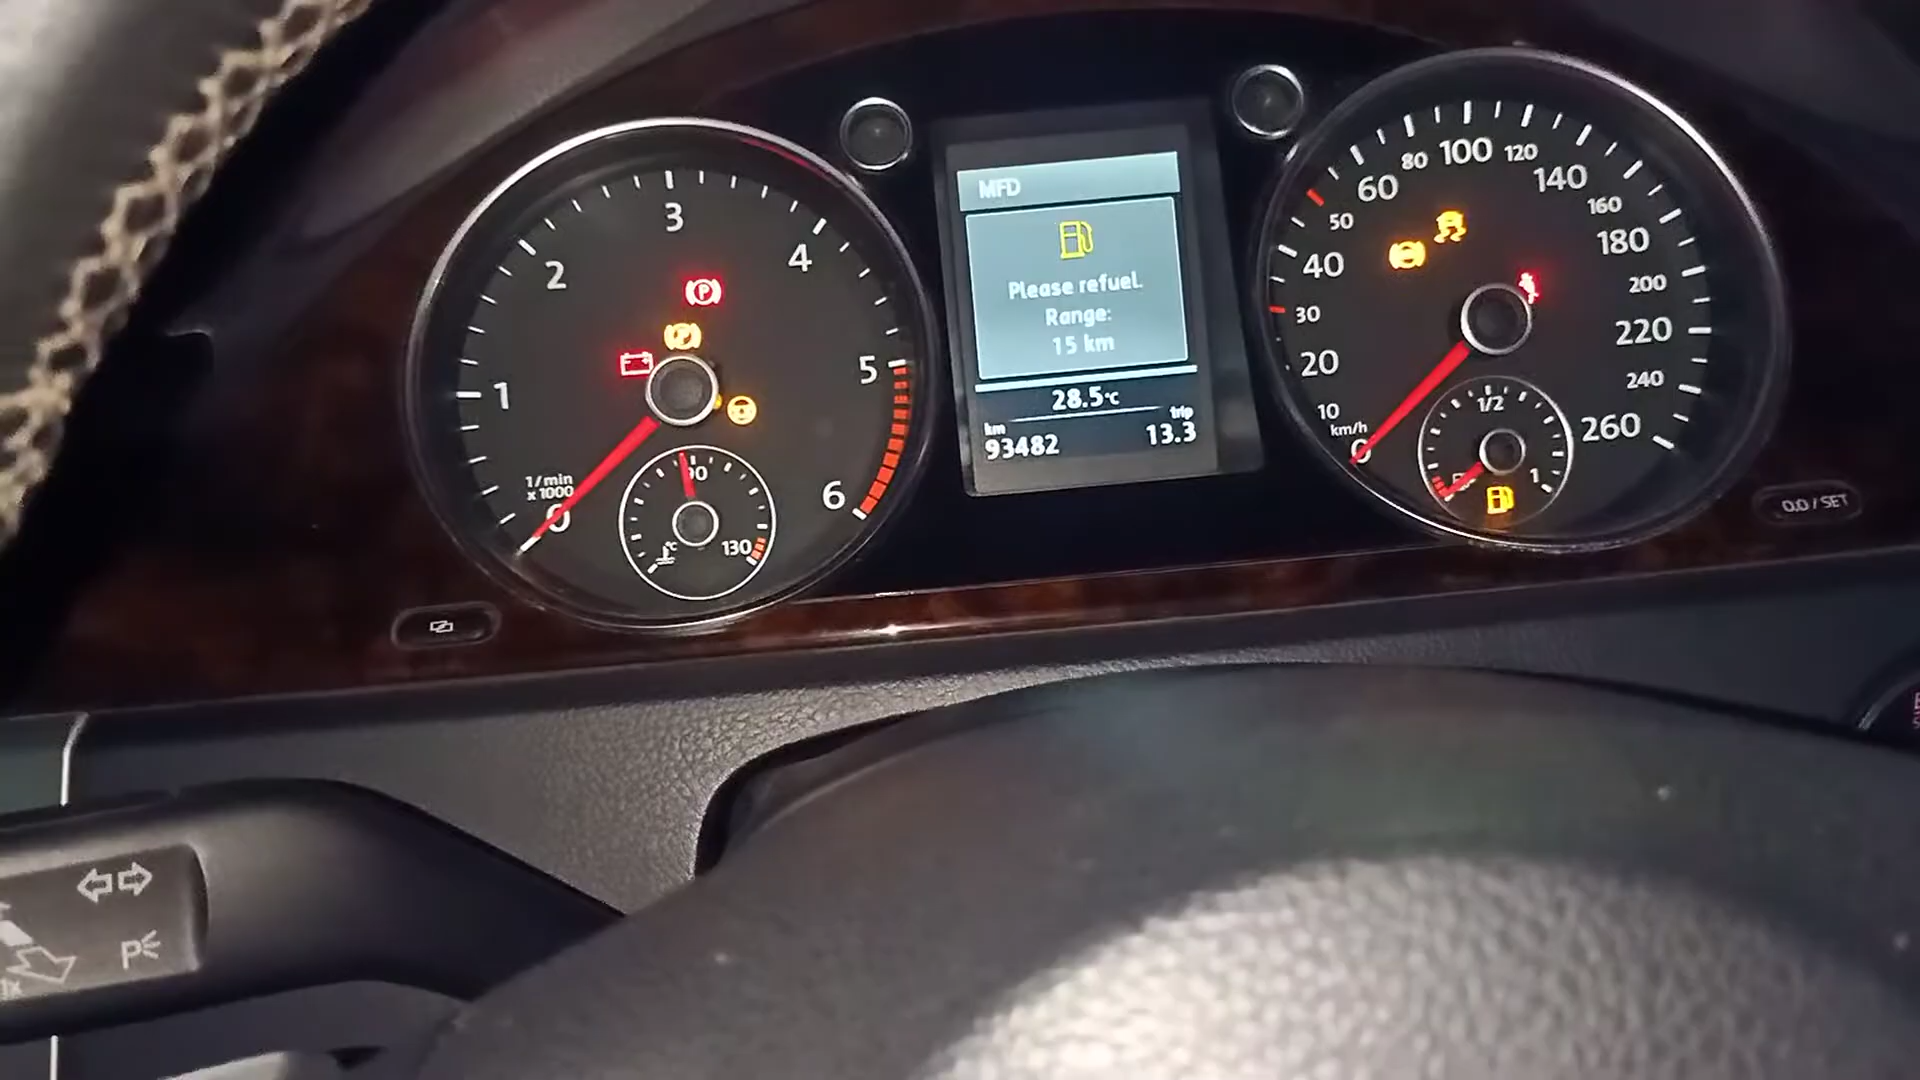 1
2
3
4
5
6
1/min
x 1000
0
90
°C
130
MFD
Please refuel.
Range:
15 km
28.5°C
km
trip
93482
13.3
0
10
20
30
40
50
60
80
100
120
140
160
180
200
220
240
260
km/h
1/2
1
0.0 / SET
P